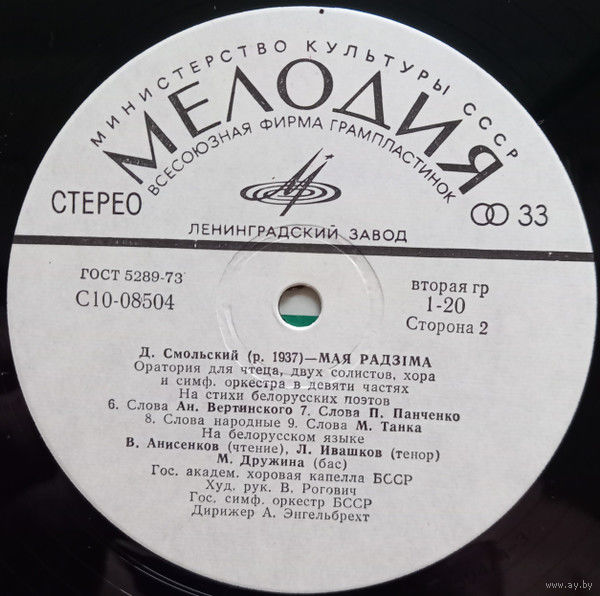 МИНИСТЕРСТВО КУЛЬТУРЫ СССР
МЕЛОДИЯ
ВСЕСОЮЗНАЯ ФИРМА ГРАМПЛАСТИНОК
СТЕРЕО
33
ЛЕНИНГРАДСКИЙ ЗАВОД
ГОСТ 5289-73
С10-08504
вторая гр
1-20
Сторона 2
Д. Смольский (р. 1937)—МАЯ РАДЗІМА
Оратория для чтеца, двух солистов, хора
и симф. оркестра в девяти частях
На стихи белорусских поэтов
6. Слова Ан. Вертинского 7. Слова П. Панченко
8. Слова народные 9. Слова М. Танка
На белорусском языке
В. Анисенков (чтение), Л. Ивашков (тенор)
М. Дружина (бас)
Гос. академ. хоровая капелла БССР
Худ. рук. В. Рогович
Гос. симф. оркестр БССР
Дирижер А. Энгельбрехт
© www.ay.by